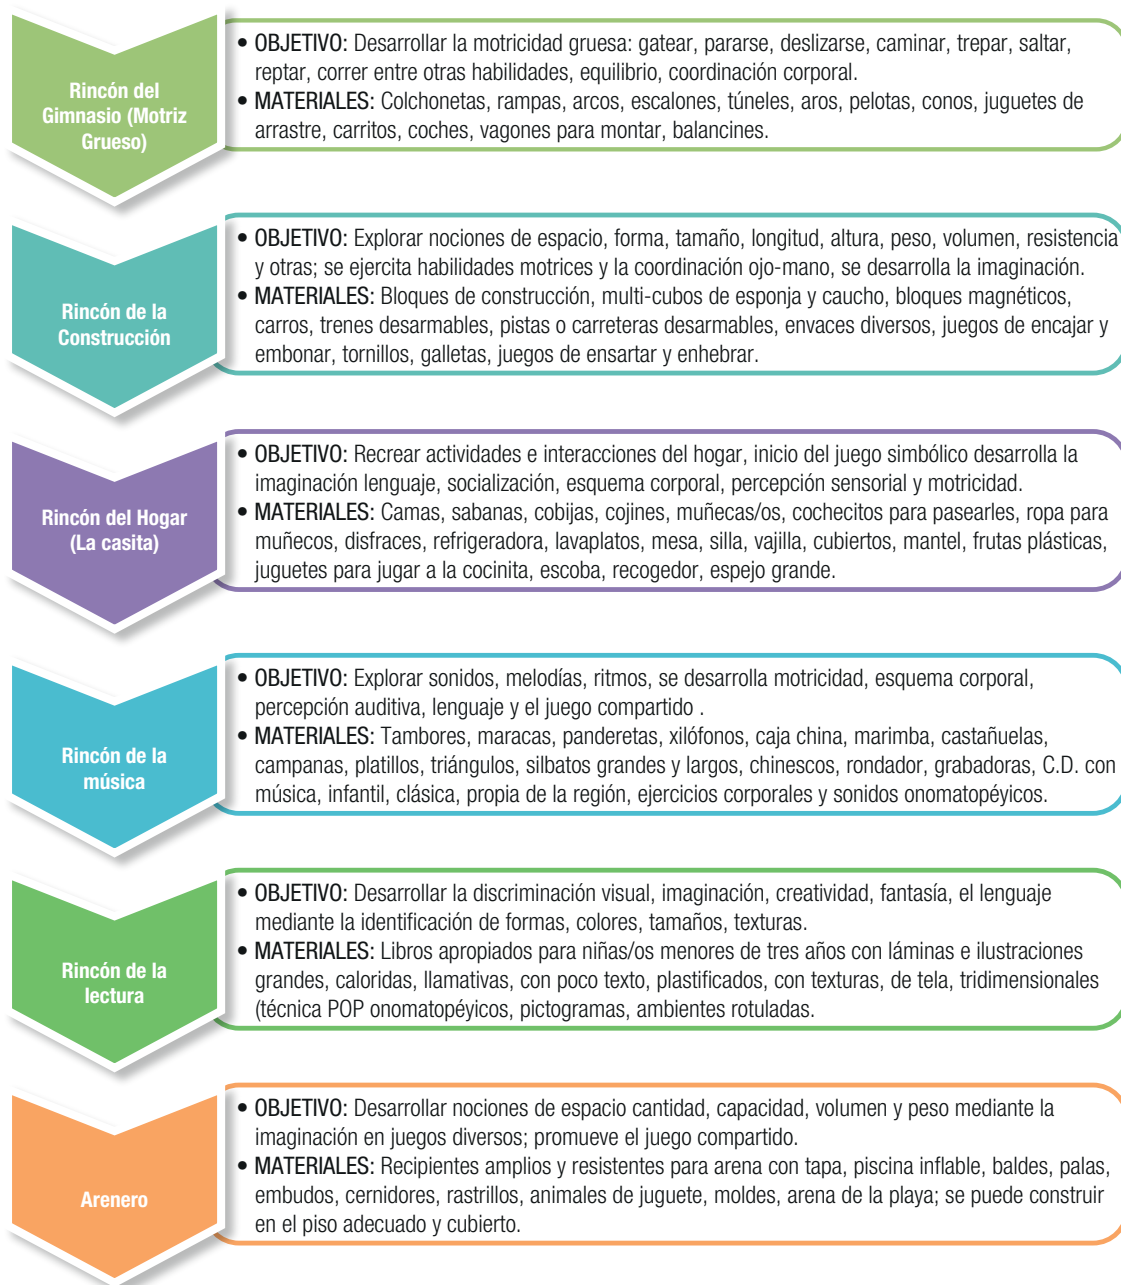 Rincón del
Gimnasio (Motriz
Grueso)
• OBJETIVO: Desarrollar la motricidad gruesa: gatear, pararse, deslizarse, caminar, trepar, saltar,
reptar, correr entre otras habilidades, equilibrio, coordinación corporal.
• MATERIALES: Colchonetas, rampas, arcos, escalones, túneles, aros, pelotas, conos, juguetes de
arrastre, carritos, coches, vagones para montar, balancines.
Rincón de la
Construcción
• OBJETIVO: Explorar nociones de espacio, forma, tamaño, longitud, altura, peso, volumen, resistencia
y otras; se ejercita habilidades motrices y la coordinación ojo-mano, se desarrolla la imaginación.
• MATERIALES: Bloques de construcción, multi-cubos de esponja y caucho, bloques magnéticos,
carros, trenes desarmables, pistas o carreteras desarmables, envaces diversos, juegos de encajar y
embonar, tornillos, galletas, juegos de ensartar y enhebrar.
Rincón del Hogar
(La casita)
• OBJETIVO: Recrear actividades e interacciones del hogar, inicio del juego simbólico desarrolla la
imaginación lenguaje, socialización, esquema corporal, percepción sensorial y motricidad.
• MATERIALES: Camas, sabanas, cobijas, cojines, muñecas/os, cochecitos para pasearles, ropa para
muñecos, disfraces, refrigeradora, lavaplatos, mesa, silla, vajilla, cubiertos, mantel, frutas plásticas,
juguetes para jugar a la cocinita, escoba, recogedor, espejo grande.
Rincón de la
música
• OBJETIVO: Explorar sonidos, melodías, ritmos, se desarrolla motricidad, esquema corporal,
percepción auditiva, lenguaje y el juego compartido .
• MATERIALES: Tambores, maracas, panderetas, xilófonos, caja china, marimba, castañuelas,
campanas, platillos, triángulos, silbatos grandes y largos, chinescos, rondador, grabadoras, C.D. con
música, infantil, clásica, propia de la región, ejercicios corporales y sonidos onomatopéyicos.
Rincón de la
lectura
• OBJETIVO: Desarrollar la discriminación visual, imaginación, creatividad, fantasía, el lenguaje
mediante la identificación de formas, colores, tamaños, texturas.
• MATERIALES: Libros apropiados para niñas/os menores de tres años con láminas e ilustraciones
grandes, caloridas, llamativas, con poco texto, plastificados, con texturas, de tela, tridimensionales
(técnica POP onomatopéyicos, pictogramas, ambientes rotuladas.
Arenero
• OBJETIVO: Desarrollar nociones de espacio cantidad, capacidad, volumen y peso mediante la
imaginación en juegos diversos; promueve el juego compartido.
• MATERIALES: Recipientes amplios y resistentes para arena con tapa, piscina inflable, baldes, palas,
embudos, cernidores, rastrillos, animales de juguete, moldes, arena de la playa; se puede construir
en el piso adecuado y cubierto.